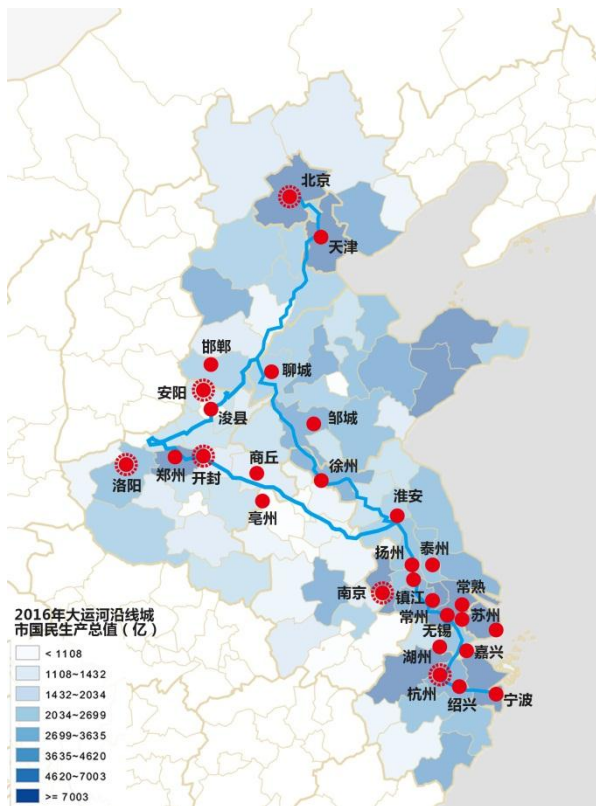 北京
天津
邯郸
聊城
安阳
浚县
邹城
郑州
开封
商丘
徐州
洛阳
亳州
淮安
扬州
泰州
南京
镇江
常熟
常州
苏州
无锡
湖州
嘉兴
杭州
绍兴
宁波
2016年大运河沿线城
市国民生产总值（亿）
< 1108
1108~1432
1432~2034
2034~2699
2699~3635
3635~4620
4620~7003
>= 7003